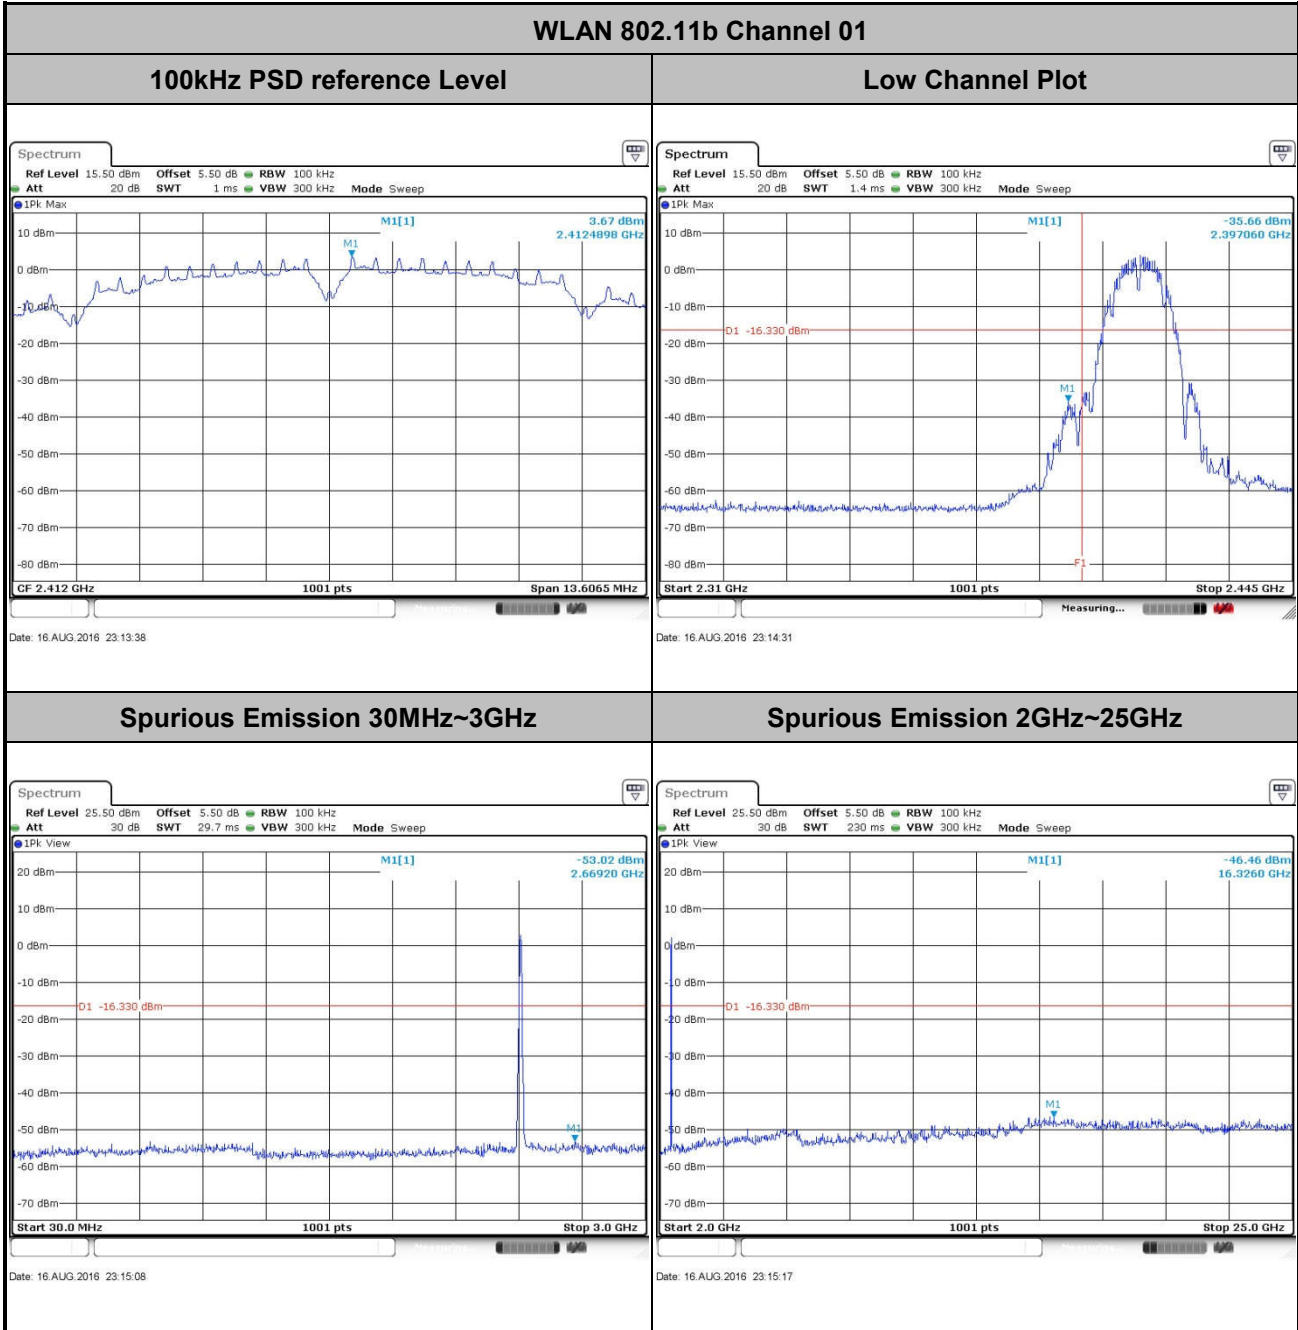 WLAN 802.11b Channel 01
100kHz PSD reference Level
Low Channel Plot
Spectrum
Ref Level 15.50 dBm Offset 5.50 dB RBW 100 kHz
Att 20 dB SWT 1 ms VBW 300 kHz Mode Sweep
1Pk Max
M1[1] 3.67 dBm
2.4124898 GHz
M1
10 dBm
0 dBm
-10 dBm
-20 dBm
-30 dBm
-40 dBm
-50 dBm
-60 dBm
-70 dBm
-80 dBm
CF 2.412 GHz 1001 pts Span 13.6065 MHz
Measuring...
Date: 16.AUG.2016 23:13:38
Spectrum
Ref Level 15.50 dBm Offset 5.50 dB RBW 100 kHz
Att 20 dB SWT 1.4 ms VBW 300 kHz Mode Sweep
1Pk Max
M1[1] -35.66 dBm
2.397060 GHz
10 dBm
0 dBm
-10 dBm
D1 -16.330 dBm
-20 dBm
-30 dBm
M1
-40 dBm
-50 dBm
-60 dBm
-70 dBm
-80 dBm
F1
Start 2.31 GHz 1001 pts Stop 2.445 GHz
Measuring...
Date: 16.AUG.2016 23:14:31
Spurious Emission 30MHz~3GHz
Spurious Emission 2GHz~25GHz
Spectrum
Ref Level 25.50 dBm Offset 5.50 dB RBW 100 kHz
Att 30 dB SWT 29.7 ms VBW 300 kHz Mode Sweep
1Pk View
M1[1] -53.02 dBm
2.66920 GHz
20 dBm
10 dBm
0 dBm
-10 dBm
D1 -16.330 dBm
-20 dBm
-30 dBm
-40 dBm
-50 dBm
M1
-60 dBm
-70 dBm
Start 30.0 MHz 1001 pts Stop 3.0 GHz
Measuring...
Date: 16.AUG.2016 23:15:08
Spectrum
Ref Level 25.50 dBm Offset 5.50 dB RBW 100 kHz
Att 30 dB SWT 230 ms VBW 300 kHz Mode Sweep
1Pk View
M1[1] -46.46 dBm
16.3260 GHz
20 dBm
10 dBm
0 dBm
-10 dBm
D1 -16.330 dBm
-20 dBm
-30 dBm
-40 dBm
M1
-50 dBm
-60 dBm
-70 dBm
Start 2.0 GHz 1001 pts Stop 25.0 GHz
Measuring...
Date: 16.AUG.2016 23:15:17